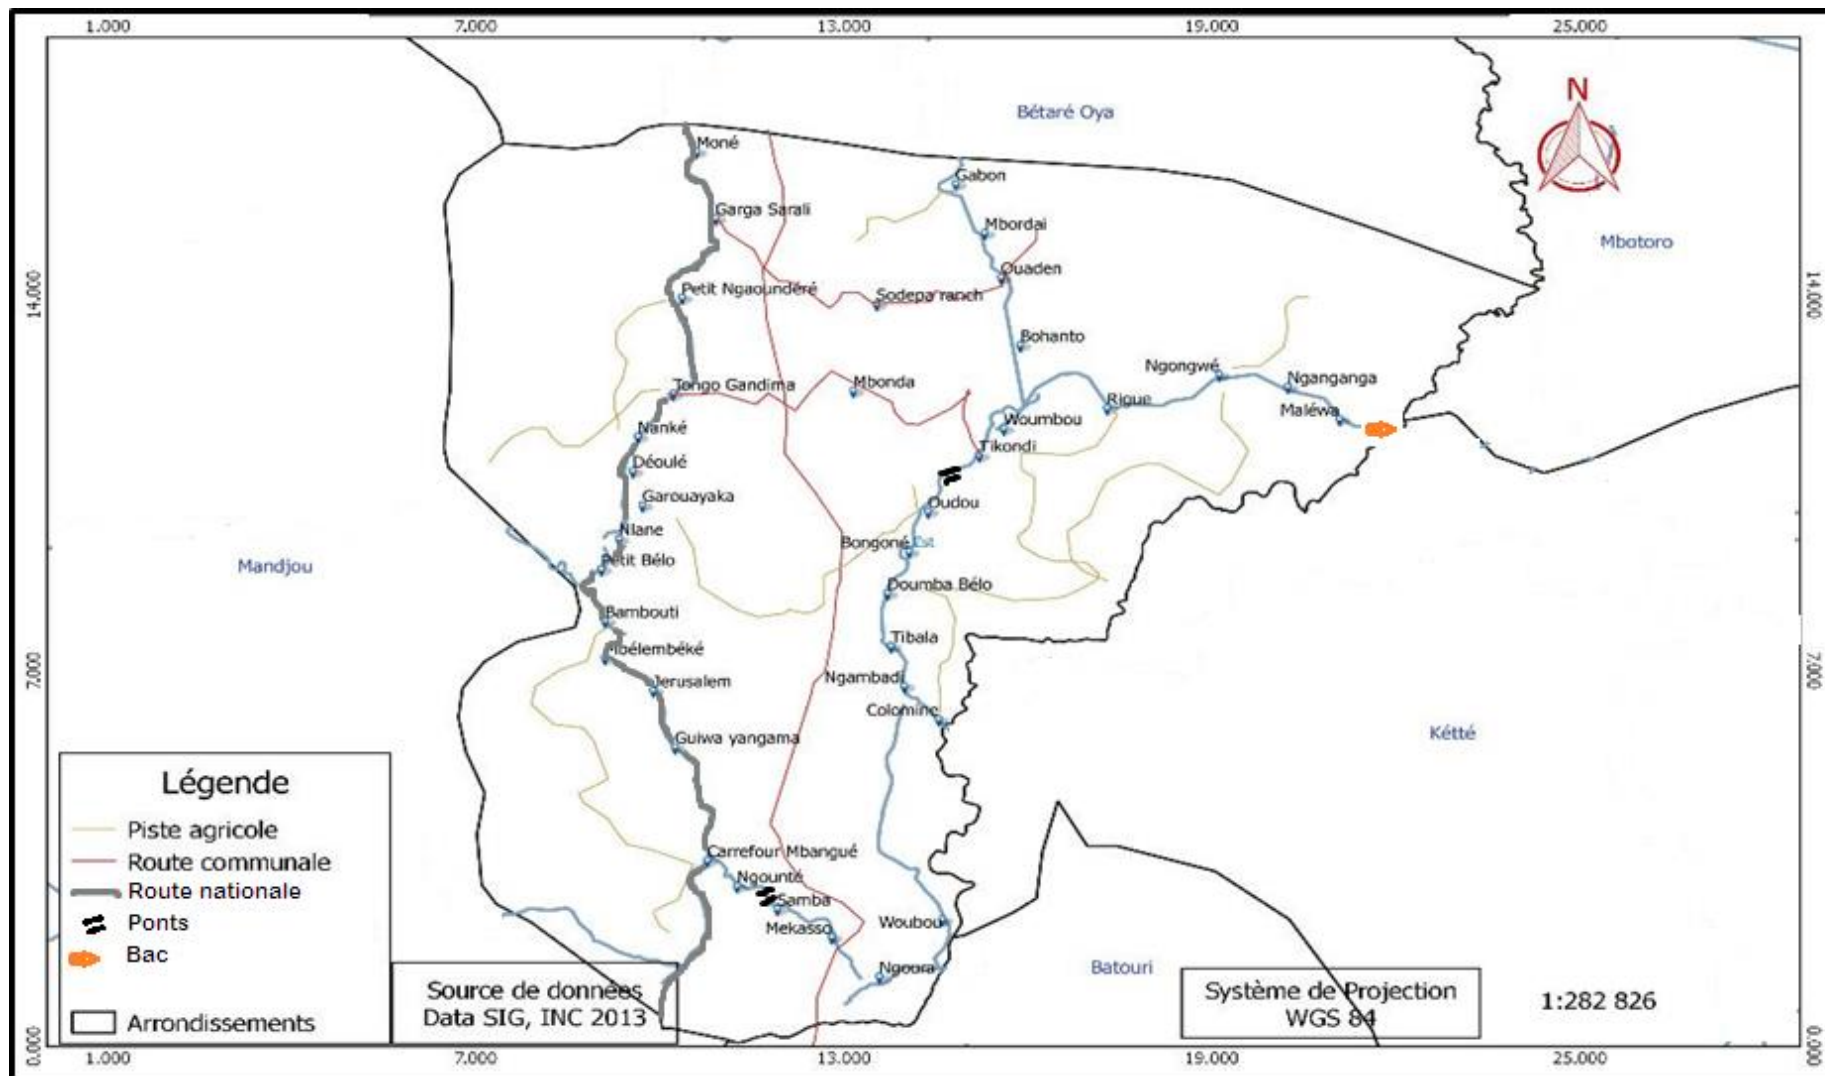 1.000 7.000 13.000 19.000 25.000
N
Bétaré Oya
Moné
Gabon
Garga Sarali
Mbordai
Mbotoro
Ouaden
14.000
14.000
Petit Ngaoundéré
Sodepa ranch
Bohanto
Ngongwé
Tongo Gandima
Mbonda
Nganganga
Rigue
Maléwa
Woumbou
Nanké
Tikondi
Déoulé
Garouayaka
Oudou
Nlane
Bongoné
Est
Petit Bélo
Mandjou
Doumba Bélo
Bambouti
Tibala
Mbélembéké
7.000
7.000
Jerusalem
Ngambadi
Colomine
Kétté
Guiwa yangama
Légende
Piste agricole
Route communale
Route nationale
Ponts
Bac
Arrondissements
Carrefour Mbangué
Ngounté
Samba
Mekasso
Woubou
Ngoura
Batouri
Source de données
Data SIG, INC 2013
Système de Projection
WGS 84
1:282 826
0.000
0.000
1.000 7.000 13.000 19.000 25.000